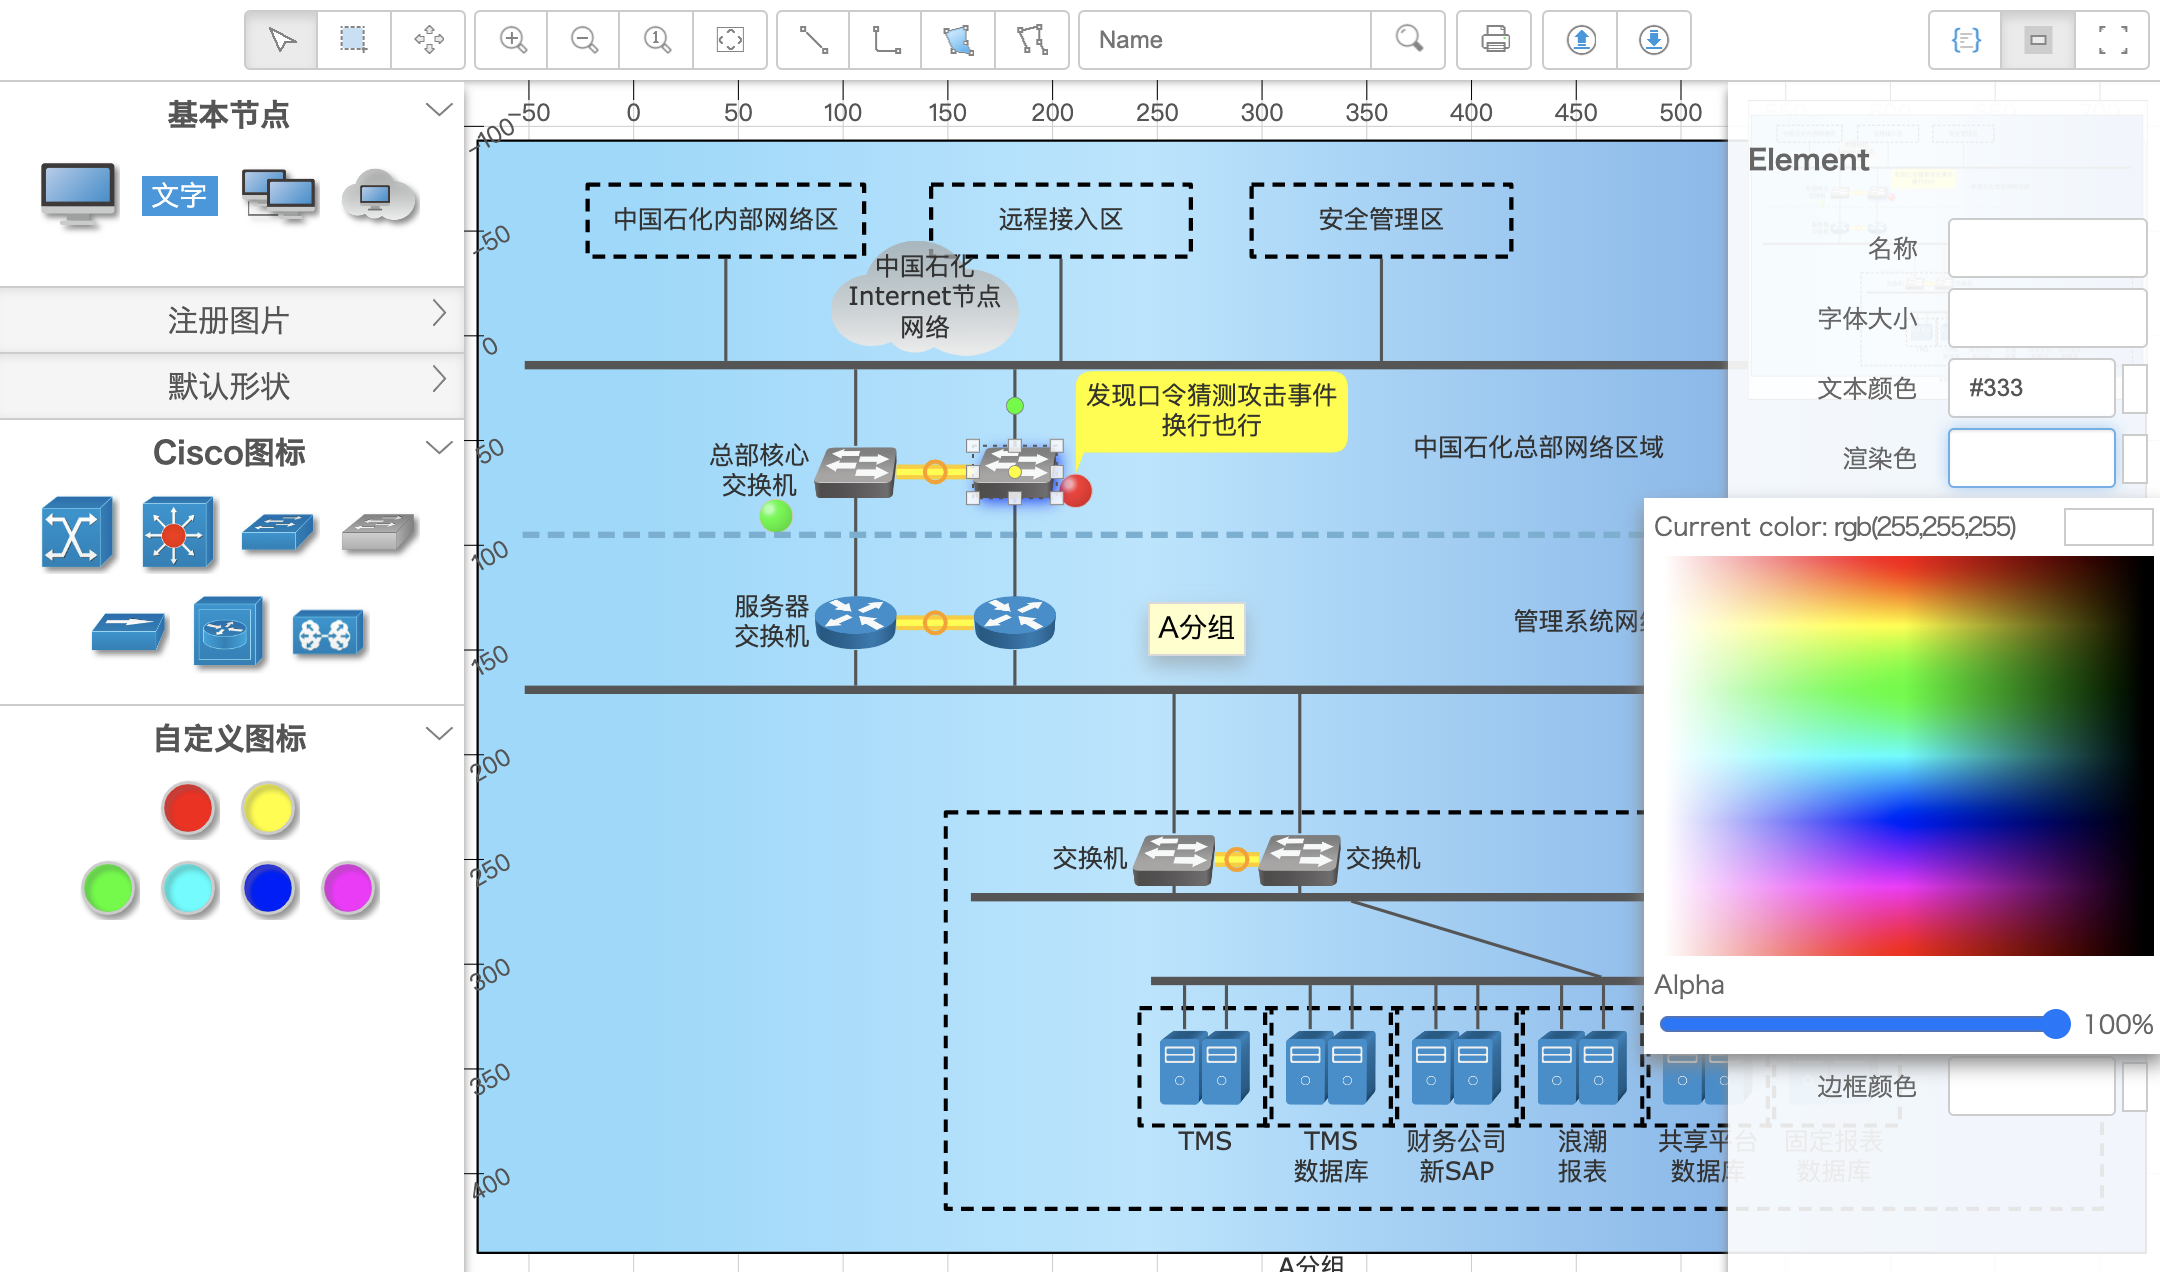 Name
基本节点
文字
注册图片
默认形状
Cisco图标
自定义图标
-50
0
50
100
150
200
250
300
350
400
450
500
-100
-50
0
50
100
150
200
250
300
350
400
中国石化内部网络区
远程接入区
安全管理区
中国石化
Internet节点
网络
发现口令猜测攻击事件
换行也行
总部核心
交换机
中国石化总部网络区域
服务器
交换机
A分组
管理系统网
交换机
交换机
TMS
TMS
数据库
财务公司
新SAP
浪潮
报表
共享平台
数据库
固定报表
数据库
A分组
Element
名称
字体大小
文本颜色
#333
渲染色
Current color: rgb(255,255,255)
Alpha
100%
边框颜色